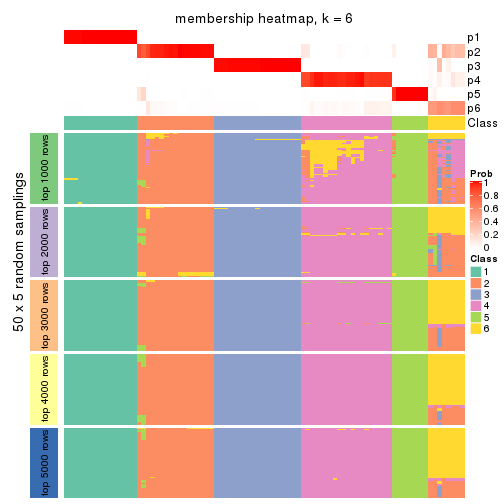 membership heatmap, k = 6
p1
p2
p3
p4
p5
p6
Class
50 x 5 random samplings
top 1000 rows
top 2000 rows
top 3000 rows
top 4000 rows
top 5000 rows
Prob
1
0.8
0.6
0.4
0.2
0
Class
1
2
3
4
5
6